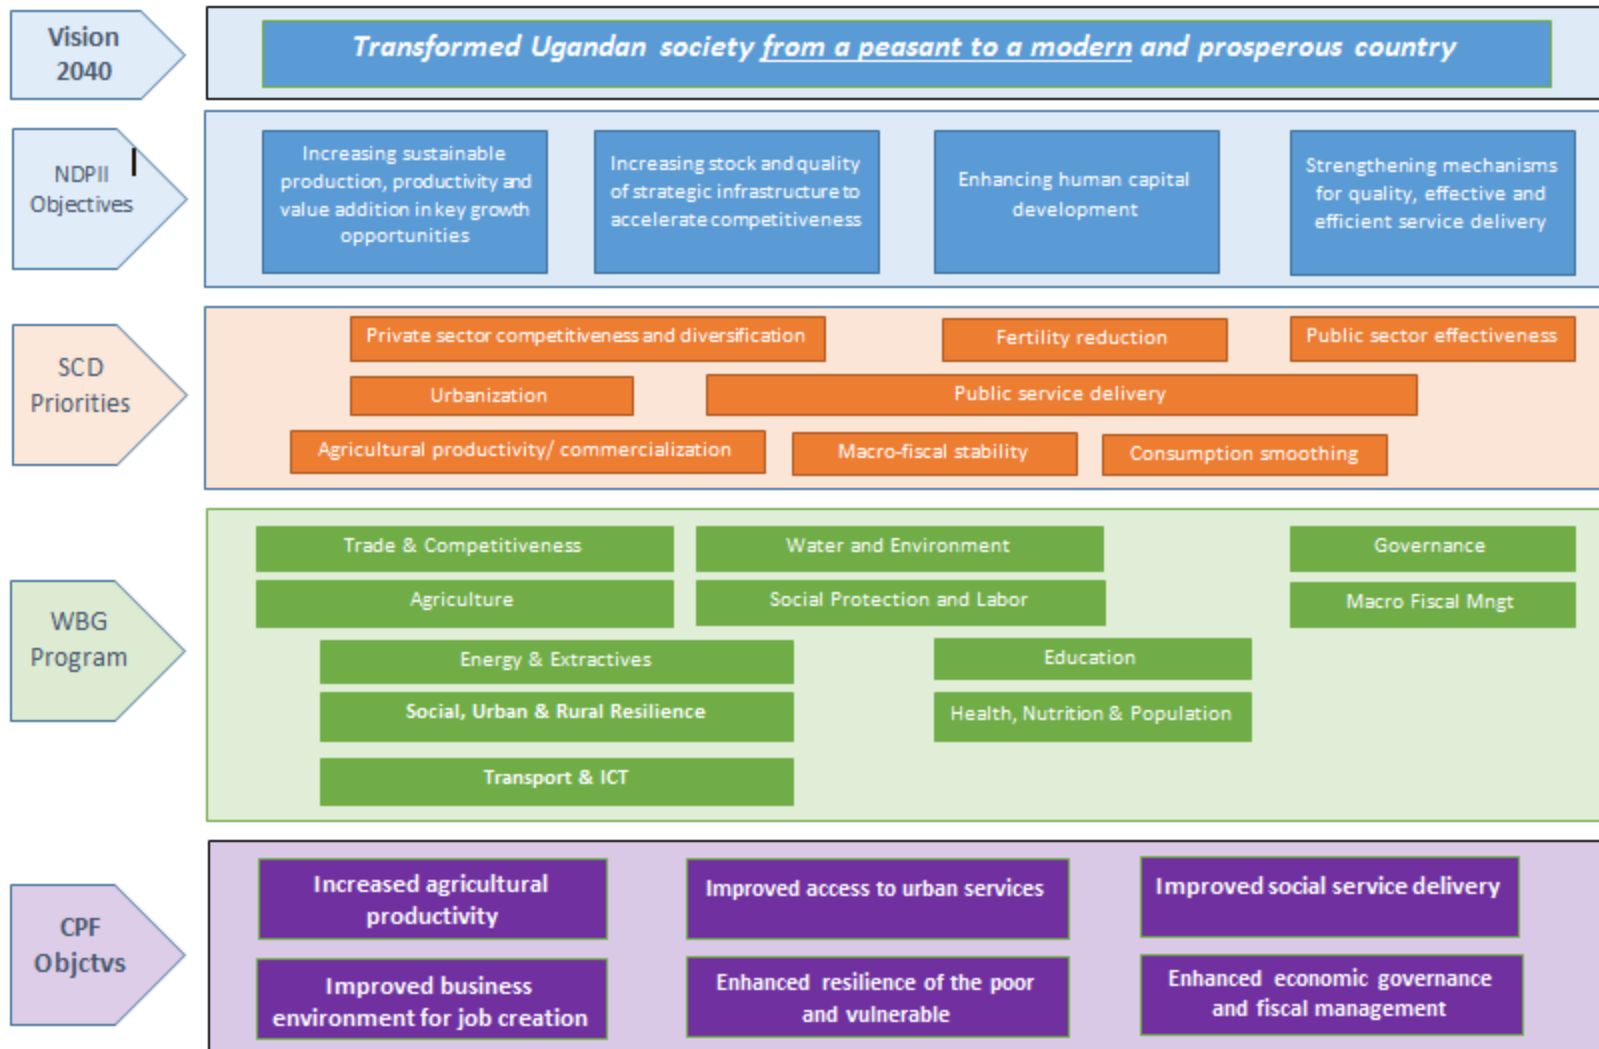 Vision
2040
Transformed Ugandan society from a peasant to a modern and prosperous country
NDPII
Objectives
Increasing sustainable
production, productivity and
value addition in key growth
opportunities
Increasing stock and quality
of strategic infrastructure to
accelerate competitiveness
Enhancing human capital
development
Strengthening mechanisms
for quality, effective and
efficient service delivery
SCD
Priorities
Private sector competitiveness and diversification
Fertility reduction
Public sector effectiveness
Urbanization
Public service delivery
Agricultural productivity/ commercialization
Macro-fiscal stability
Consumption smoothing
WBG
Program
Trade & Competitiveness
Water and Environment
Governance
Agriculture
Social Protection and Labor
Macro Fiscal Mngt
Energy & Extractives
Education
Social, Urban & Rural Resilience
Health, Nutrition & Population
Transport & ICT
CPF
Objctvs
Increased agricultural
productivity
Improved access to urban services
Improved social service delivery
Improved business
environment for job creation
Enhanced resilience of the poor
and vulnerable
Enhanced economic governance
and fiscal management